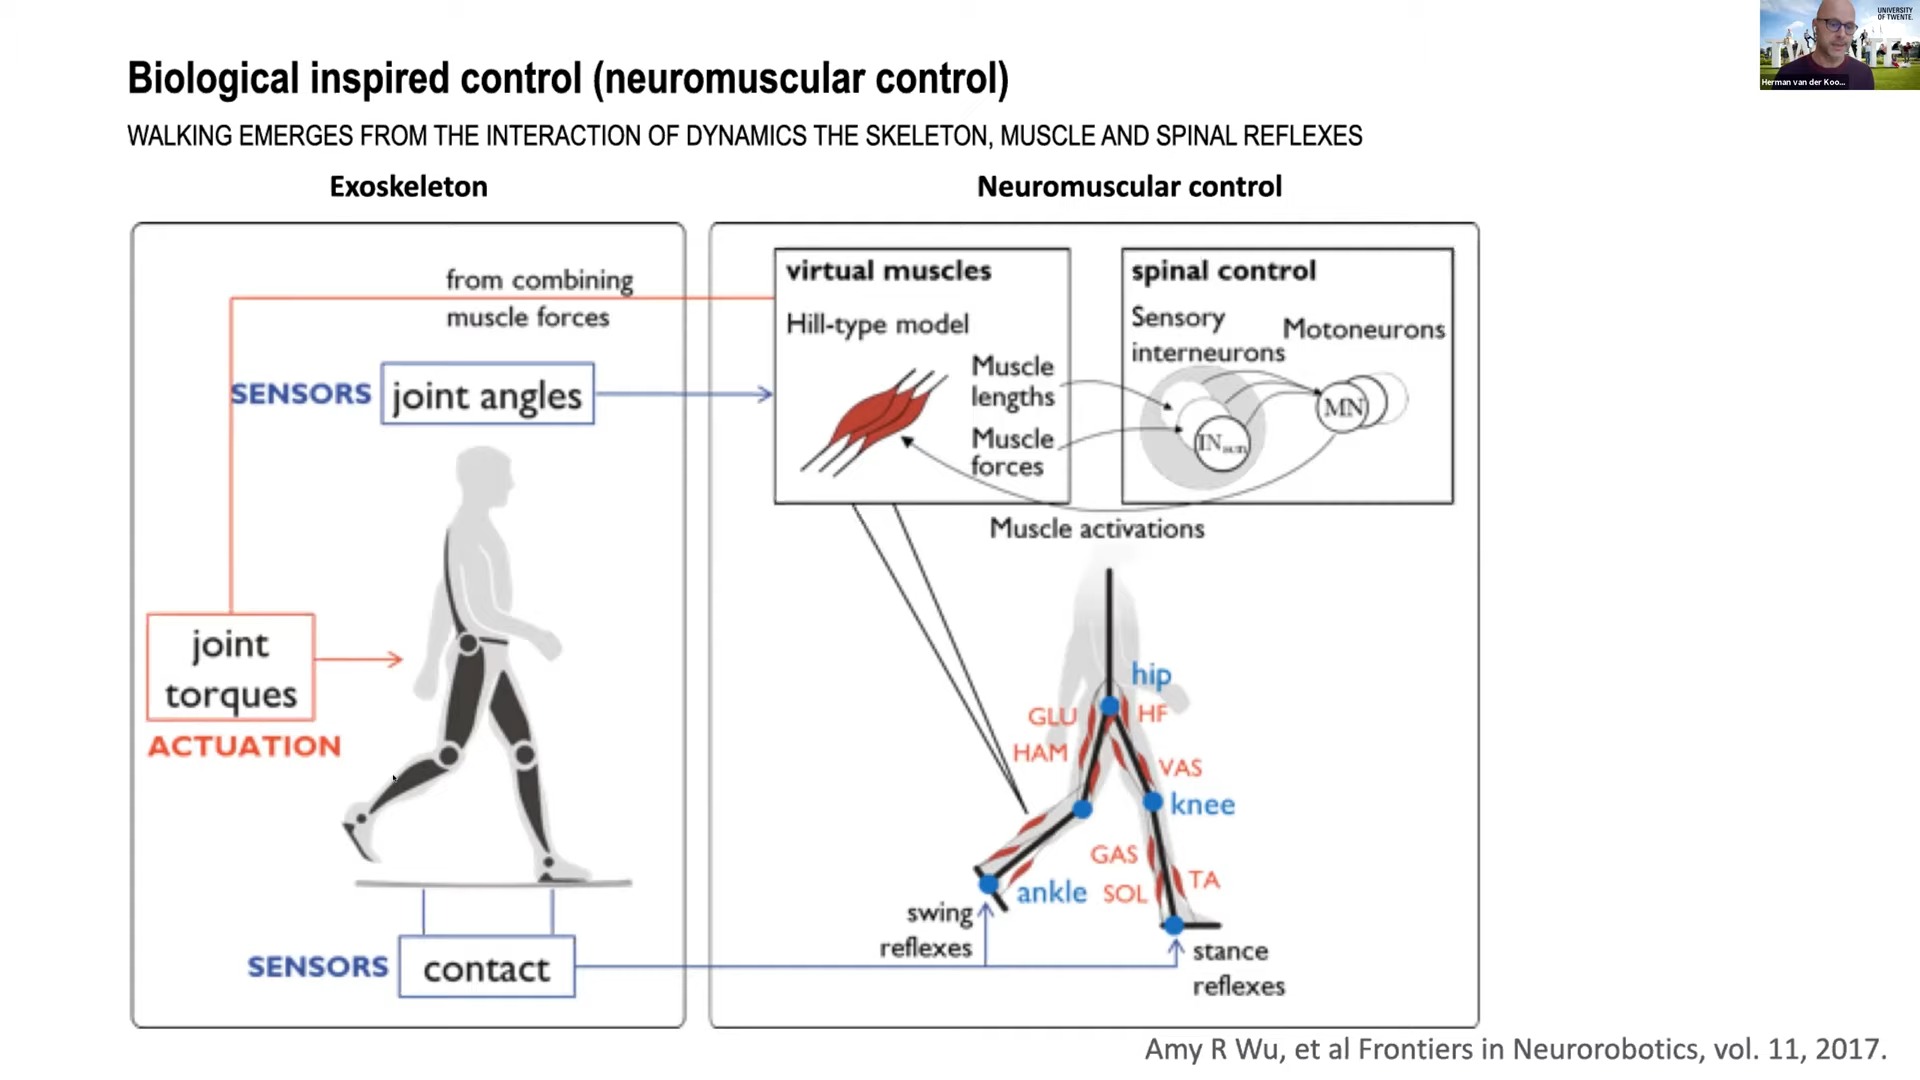 UNIVERSITY
OF TWENTE.
Herman van der Koo...
Biological inspired control (neuromuscular control)
WALKING EMERGES FROM THE INTERACTION OF DYNAMICS THE SKELETON, MUSCLE AND SPINAL REFLEXES
Exoskeleton
from combining
muscle forces
SENSORS
joint angles
joint
torques
ACTUATION
SENSORS
contact
Neuromuscular control
virtual muscles
Hill-type model
Muscle
lengths
Muscle
forces
spinal control
Sensory
interneurons
Motoneurons
MN
Muscle activations
hip
GLU
HF
HAM
VAS
knee
GAS
ankle
SOL
TA
swing
reflexes
stance
reflexes
Amy R Wu, et al Frontiers in Neurorobotics, vol. 11, 2017.